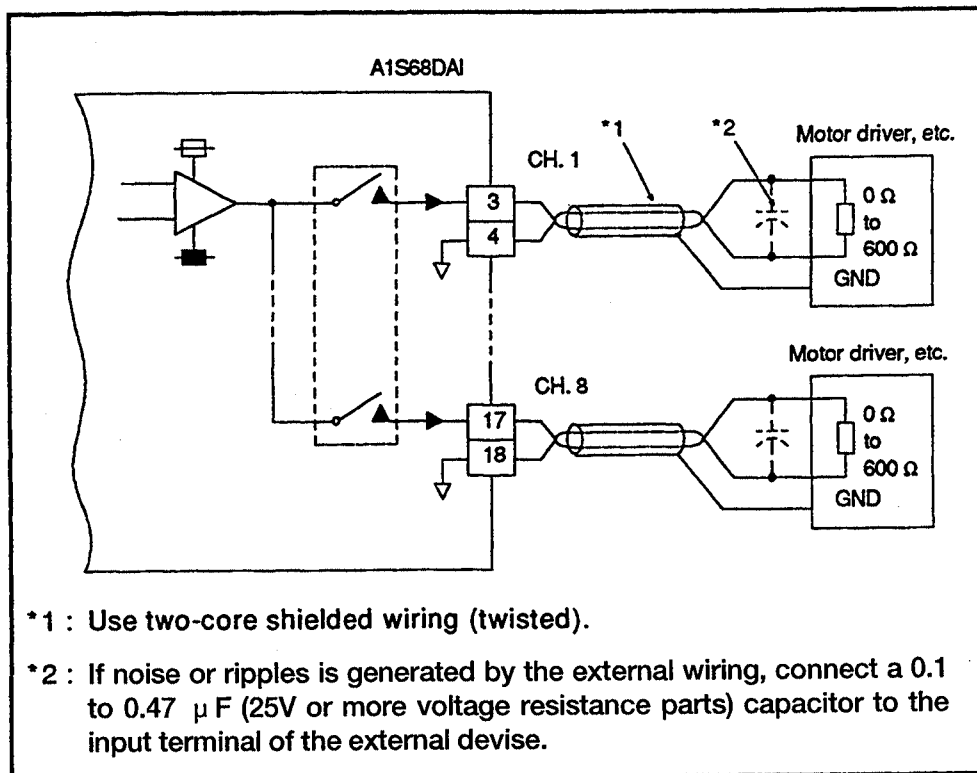 A1S68DAI
*1
*2
CH. 1
Motor driver, etc.
3
4
0 Ω
to
600 Ω
GND
CH. 8
Motor driver, etc.
17
18
0 Ω
to
600 Ω
GND
*1 : Use two-core shielded wiring (twisted).
*2 : If noise or ripples is generated by the external wiring, connect a 0.1
to 0.47 μF (25V or more voltage resistance parts) capacitor to the
input terminal of the external devise.